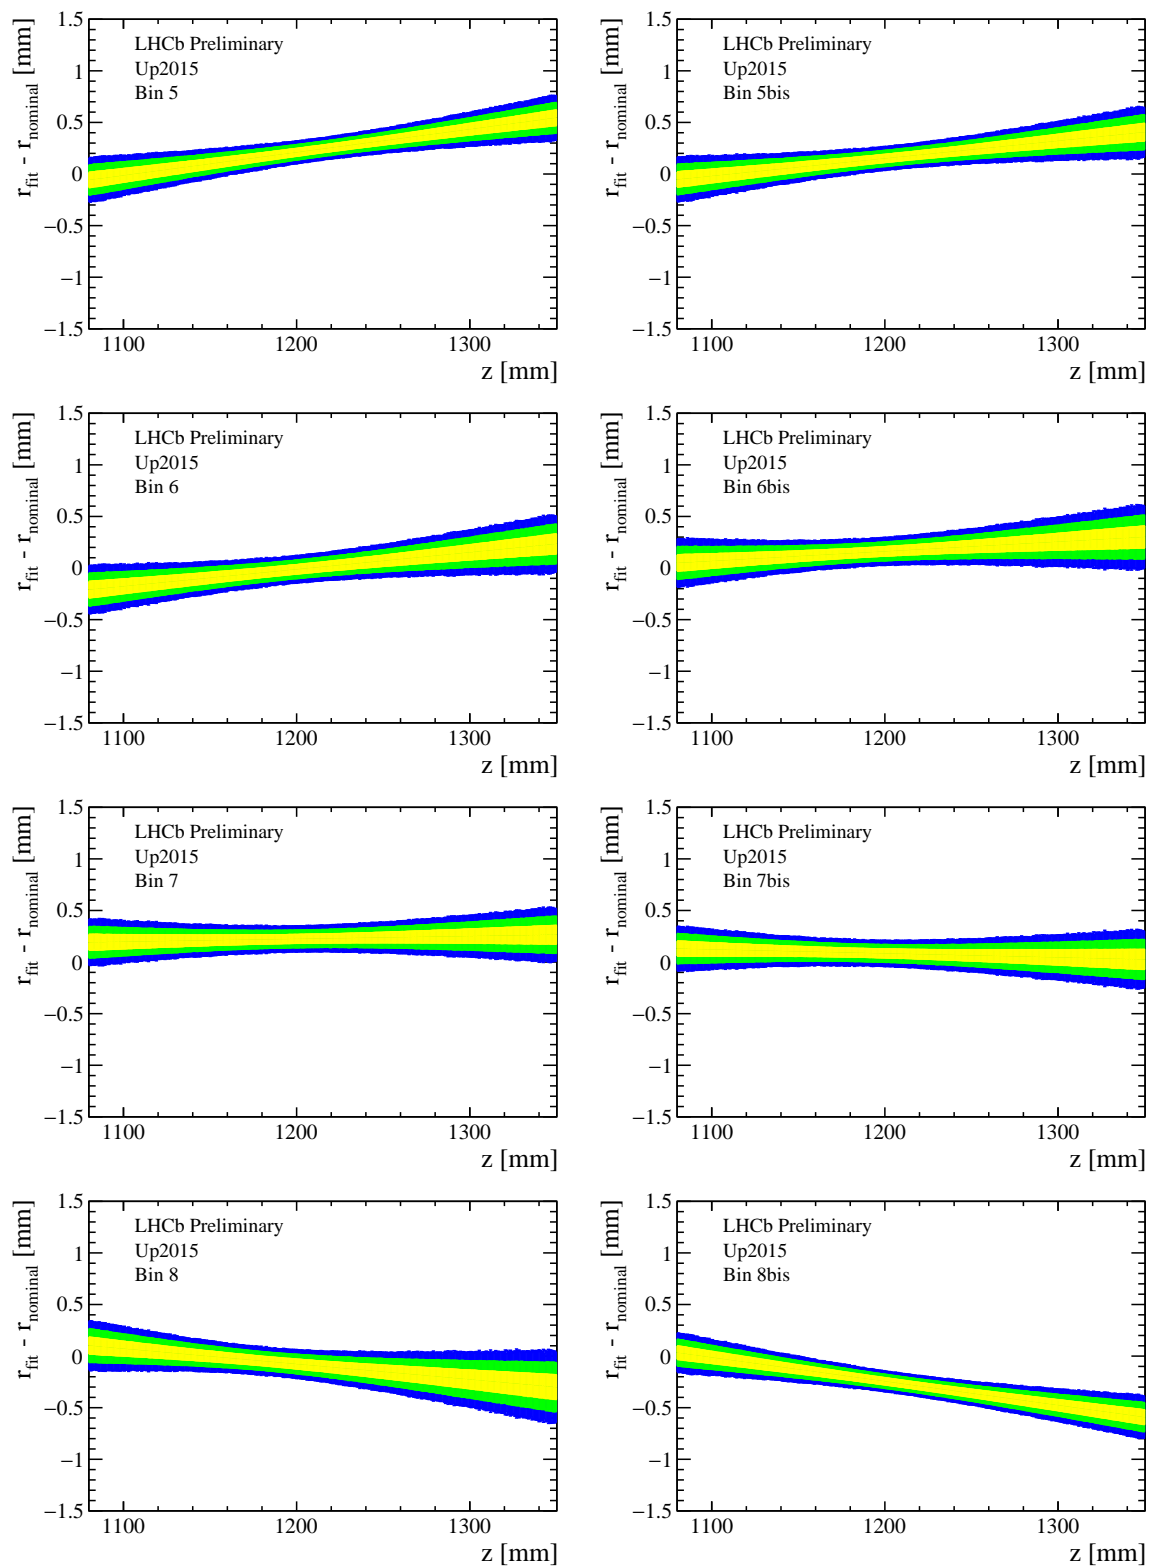 r_fit - r_nominal [mm]
1.5
1
0.5
0
−0.5
−1
−1.5
LHCb Preliminary
Up2015
Bin 5
1100 1200 1300
z [mm]
r_fit - r_nominal [mm]
1.5
1
0.5
0
−0.5
−1
−1.5
LHCb Preliminary
Up2015
Bin 5bis
1100 1200 1300
z [mm]
r_fit - r_nominal [mm]
1.5
1
0.5
0
−0.5
−1
−1.5
LHCb Preliminary
Up2015
Bin 6
1100 1200 1300
z [mm]
r_fit - r_nominal [mm]
1.5
1
0.5
0
−0.5
−1
−1.5
LHCb Preliminary
Up2015
Bin 6bis
1100 1200 1300
z [mm]
r_fit - r_nominal [mm]
1.5
1
0.5
0
−0.5
−1
−1.5
LHCb Preliminary
Up2015
Bin 7
1100 1200 1300
z [mm]
r_fit - r_nominal [mm]
1.5
1
0.5
0
−0.5
−1
−1.5
LHCb Preliminary
Up2015
Bin 7bis
1100 1200 1300
z [mm]
r_fit - r_nominal [mm]
1.5
1
0.5
0
−0.5
−1
−1.5
LHCb Preliminary
Up2015
Bin 8
1100 1200 1300
z [mm]
r_fit - r_nominal [mm]
1.5
1
0.5
0
−0.5
−1
−1.5
LHCb Preliminary
Up2015
Bin 8bis
1100 1200 1300
z [mm]